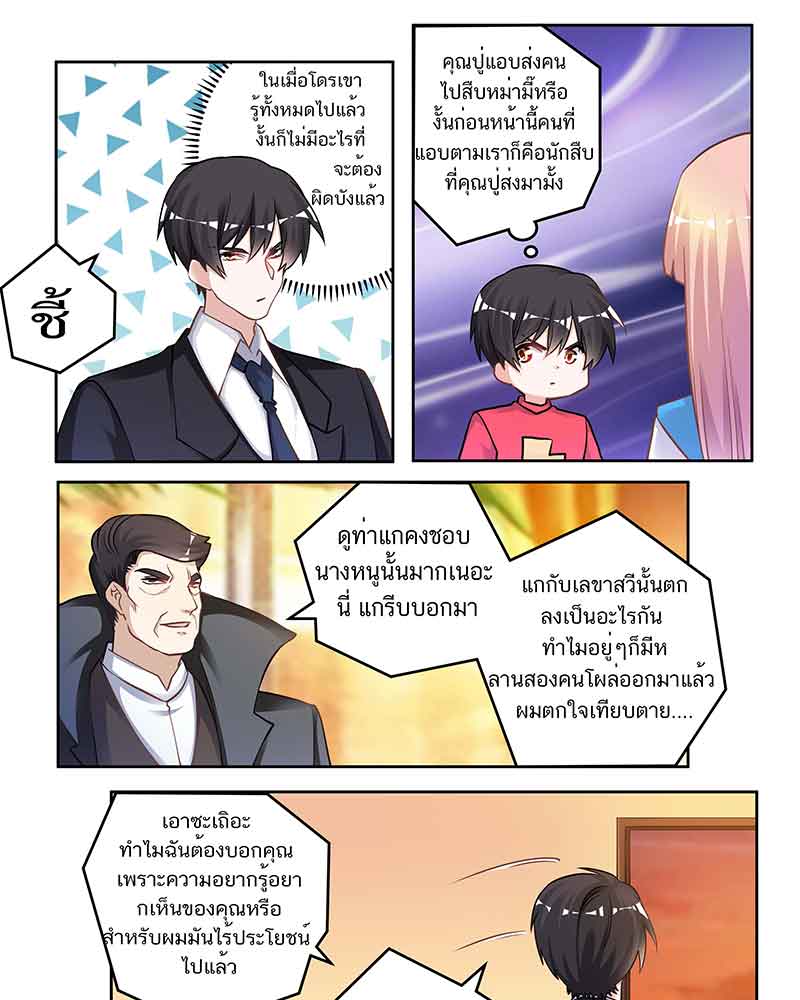 ในเมื่อโดรเขา
รู้ทั้งหมดไปแล้ว
งั้นก็ไม่มีอะไรที่
จะต้อง
ผิดบังแล้ว
ชี้
คุณปู่แอบส่งคน
ไปสืบหม่ามี๊หรือ
งั้นก่อนหน้านี้คนที่
แอบตามเราก็คือนักสืบ
ที่คุณปู่ส่งมามั้ง
ดูท่าแกคงชอบ
นางหนูนั้นมากเนอะ
นี่ แกรีบบอกมา
แกกับเลขาสวีนั้นตก
ลงเป็นอะไรกัน
ทำไมอยู่ๆก็มีห
ลานสองคนโผล่ออกมาแล้ว
ผมตกใจเทียบตาย....
เอาซะเถิอะ
ทำไมฉันต้องบอกคุณ
เพราะความอยากรู้อยา
กเห็นของคุณหรือ
สำหรับผมมันไร้ประโยชน์
ไปแล้ว